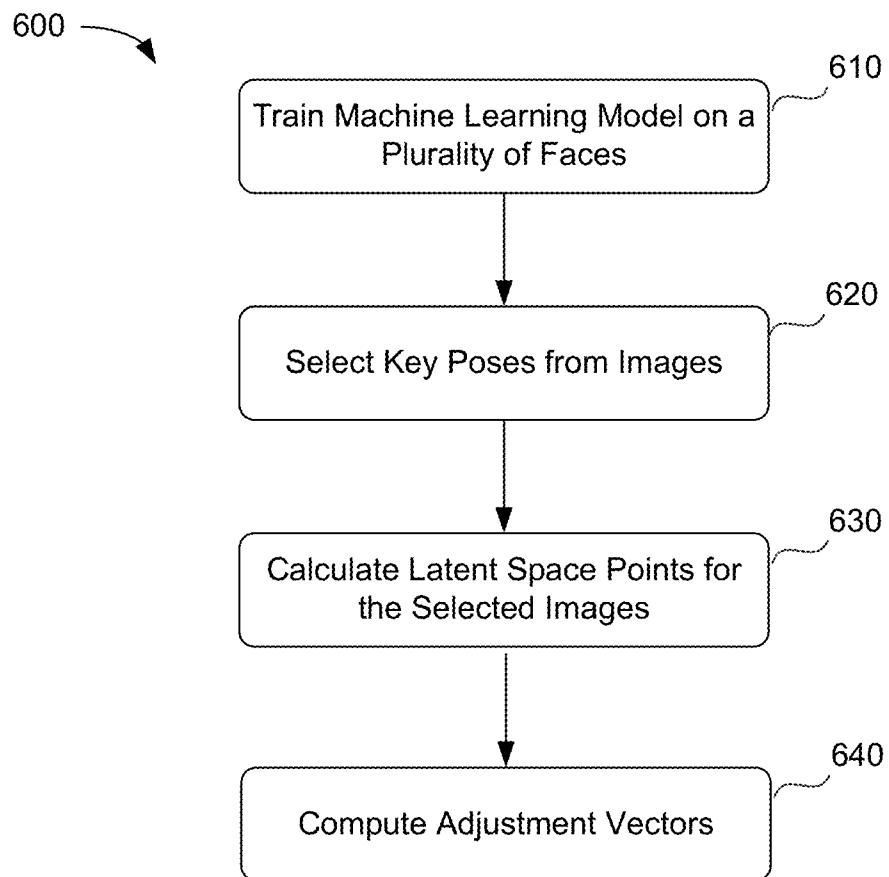 600
610
Train Machine Learning Model on a
Plurality of Faces
620
Select Key Poses from Images
630
Calculate Latent Space Points for
the Selected Images
640
Compute Adjustment Vectors